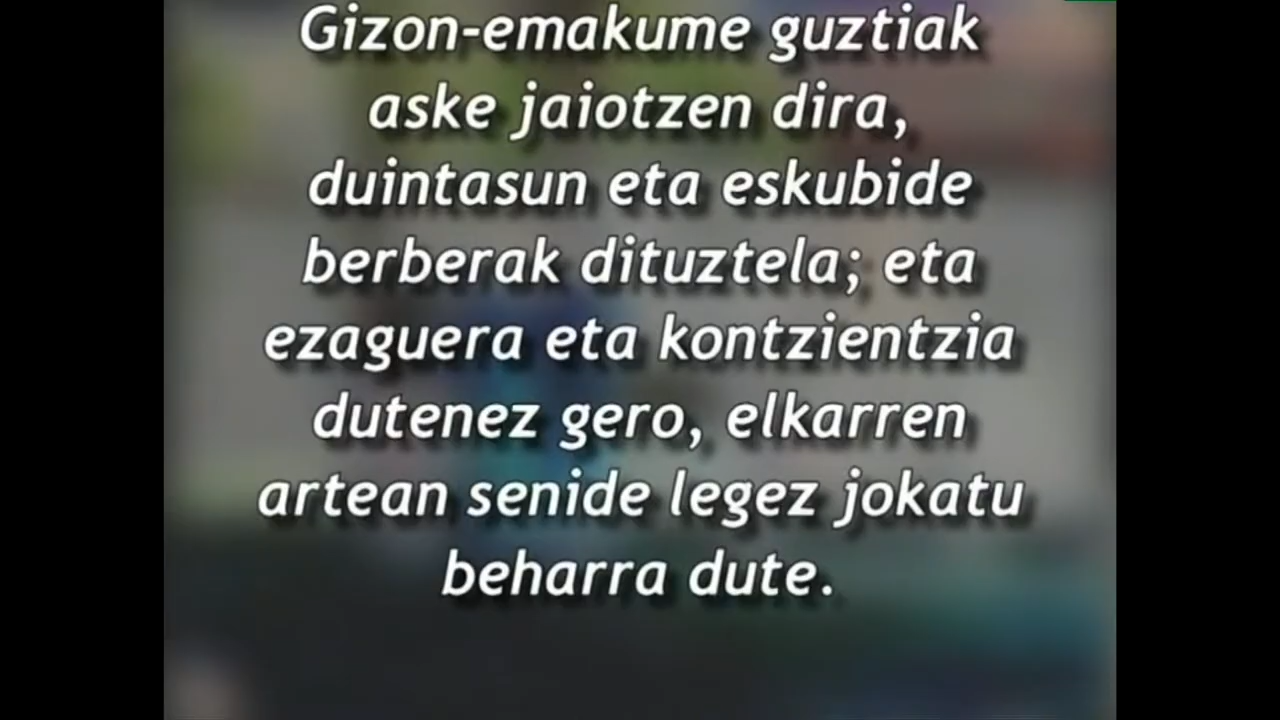 Gizon-emakume guztiak
aske jaiotzen dira,
duintasun eta eskubide
berberak dituztela; eta
ezaguera eta kontzientzia
dutenez gero, elkarren
artean senide legez jokatu
beharra dute.